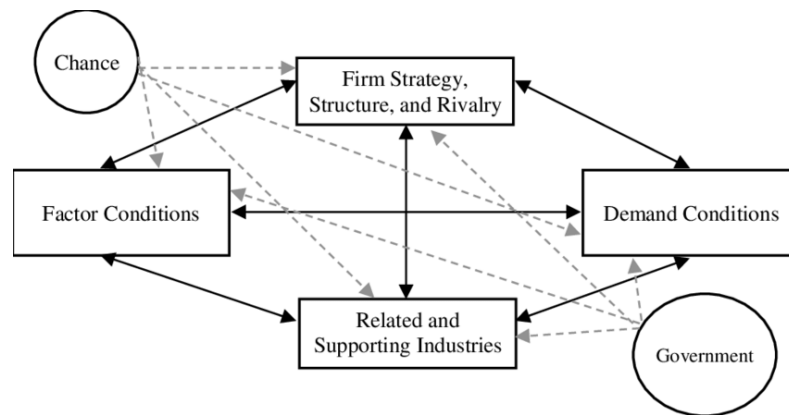 Chance
Firm Strategy,
Structure, and Rivalry
Factor Conditions
Demand Conditions
Related and
Supporting Industries
Government